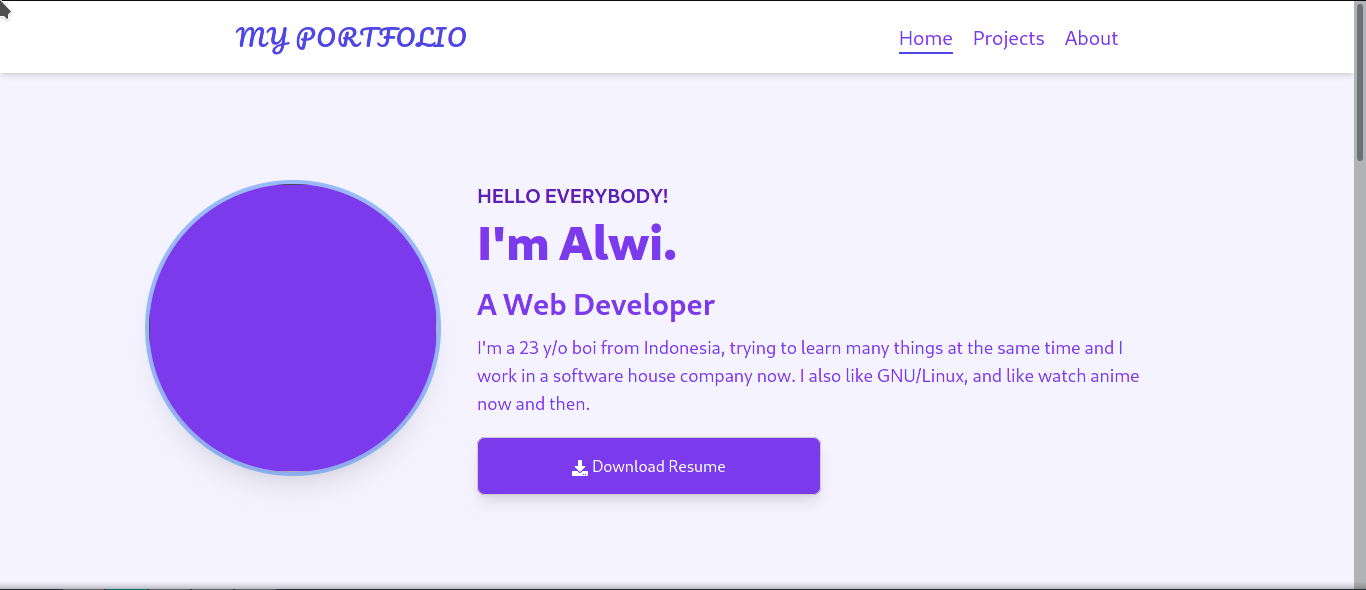 MY PORTFOLIO
Home Projects About
HELLO EVERYBODY!
I'm Alwi.
A Web Developer
I'm a 23 y/o boi from Indonesia, trying to learn many things at the same time and I
work in a software house company now. I also like GNU/Linux, and like watch anime
now and then.
Download Resume